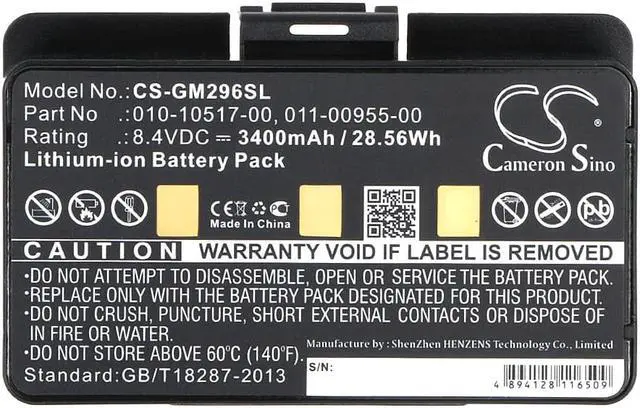 Model No.:CS-GM296SL
Part No .:010-10517-00, 011-00955-00
Rating .:8.4VDC ⎓ 3400mAh / 28.56Wh
Lithium-ion Battery Pack
CS
®
Cameron Sino
Made In China
Pb
CAUTION WARRANTY VOID IF LABEL IS REMOVED
•DO NOT ATTEMPT TO DISASSEMBLE, OPEN OR SERVICE THE BATTERY PACK.
•REPLACE ONLY WITH THE BATTERY PACK DESIGNATED FOR THIS PRODUCT.
•DO NOT CRUSH, PUNCTURE, SHORT EXTERNAL CONTACTS OR DISPOSE OF
IN FIRE OR WATER.
•DO NOT STORE ABOVE 60°C (140°F).
Manufacture by : ShenZhen HENZENS Technology Co., Limited
Standard:GB/T18287-2013
S/N:
4 894128 116509